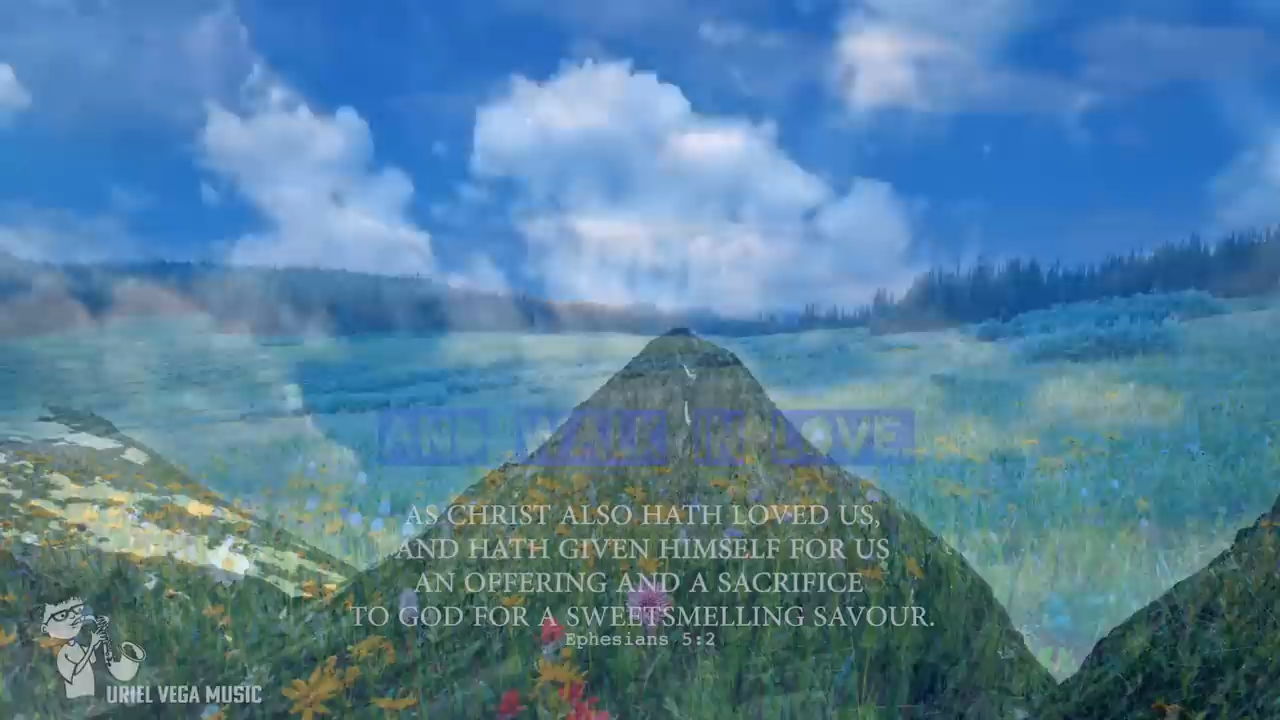 AND WALK IN LOVE
AS CHRIST ALSO HATH LOVED US,
AND HATH GIVEN HIMSELF FOR US
AN OFFERING AND A SACRIFICE
TO GOD FOR A SWEETSMELLING SAVOUR.
Ephesians 5:2
URIEL VEGA MUSIC